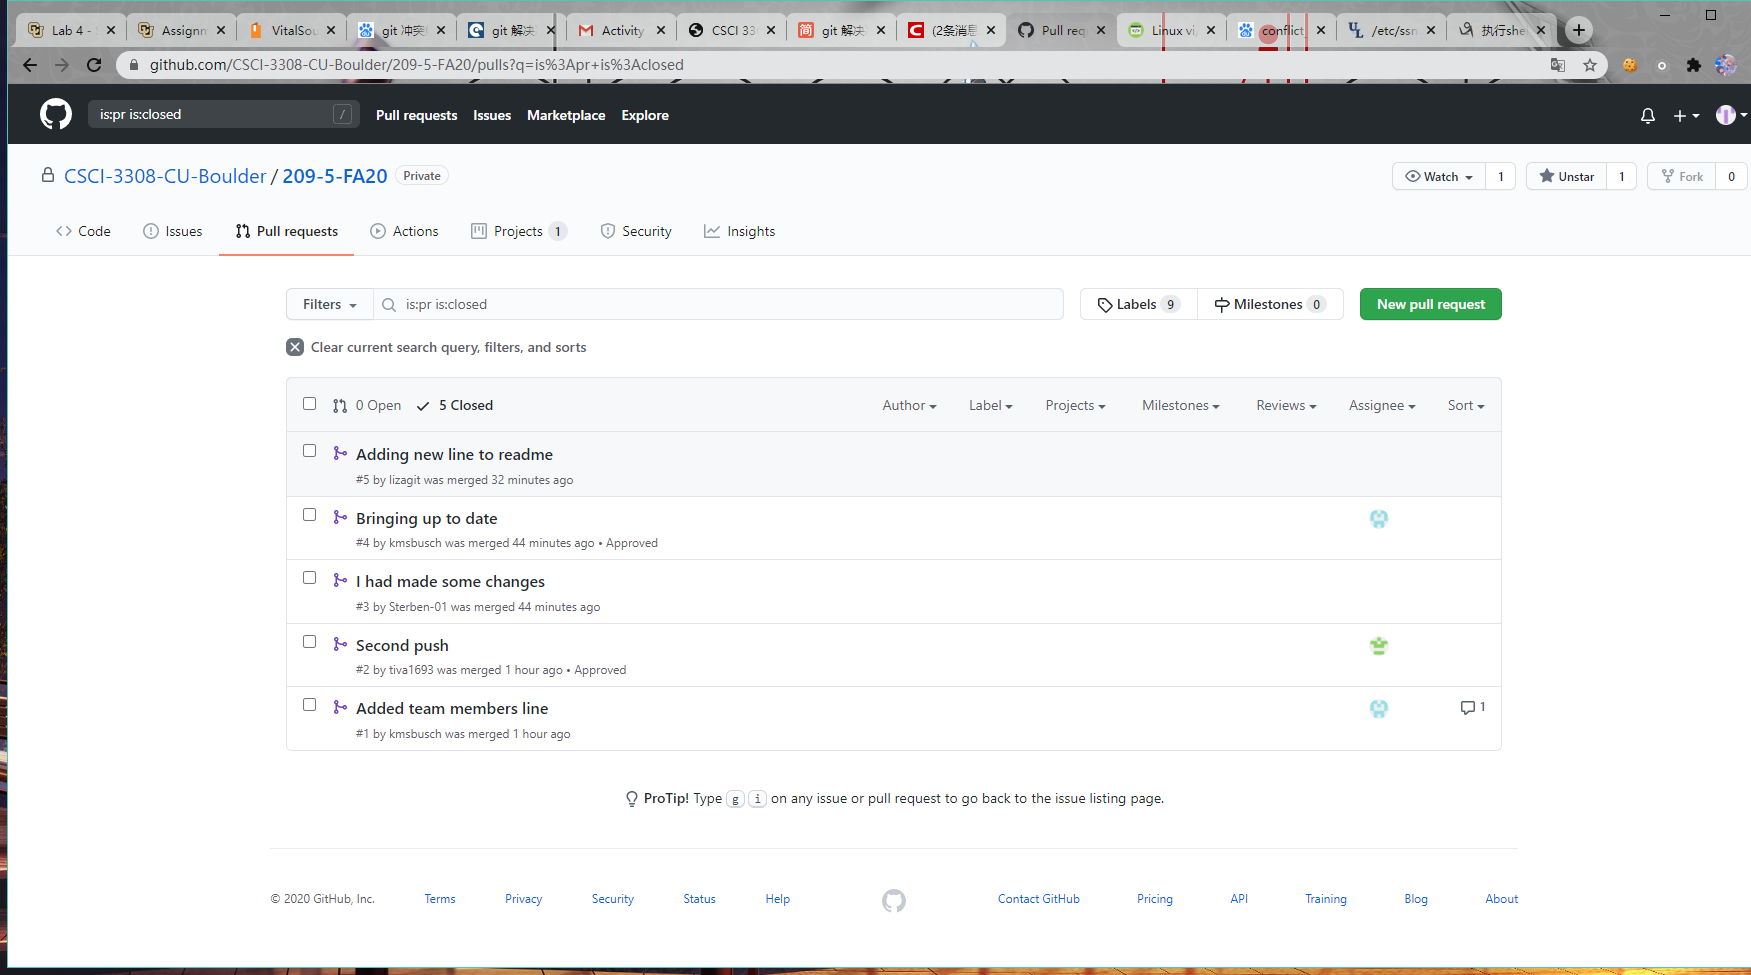 Lab 4 -
Assignm
VitalSou
git 冲突
git 解决
Activity
CSCI 33
git 解决
(2条消息
Pull req
Linux vi
conflict
/etc/ssh
执行she
github.com/CSCI-3308-CU-Boulder/209-5-FA20/pulls?q=is%3Apr+is%3Aclosed
is:pr is:closed /
Pull requests Issues Marketplace Explore
CSCI-3308-CU-Boulder / 209-5-FA20 Private
Watch 1 Unstar 1 Fork 0
Code Issues Pull requests Actions Projects 1 Security Insights
Filters is:pr is:closed Labels 9 Milestones 0 New pull request
Clear current search query, filters, and sorts
0 Open 5 Closed Author Label Projects Milestones Reviews Assignee Sort
Adding new line to readme
#5 by lizagit was merged 32 minutes ago
Bringing up to date
#4 by kmsbusch was merged 44 minutes ago • Approved
I had made some changes
#3 by Sterben-01 was merged 44 minutes ago
Second push
#2 by tiva1693 was merged 1 hour ago • Approved
Added team members line 1
#1 by kmsbusch was merged 1 hour ago
ProTip! Type g i on any issue or pull request to go back to the issue listing page.
© 2020 GitHub, Inc. Terms Privacy Security Status Help Contact GitHub Pricing API Training Blog About